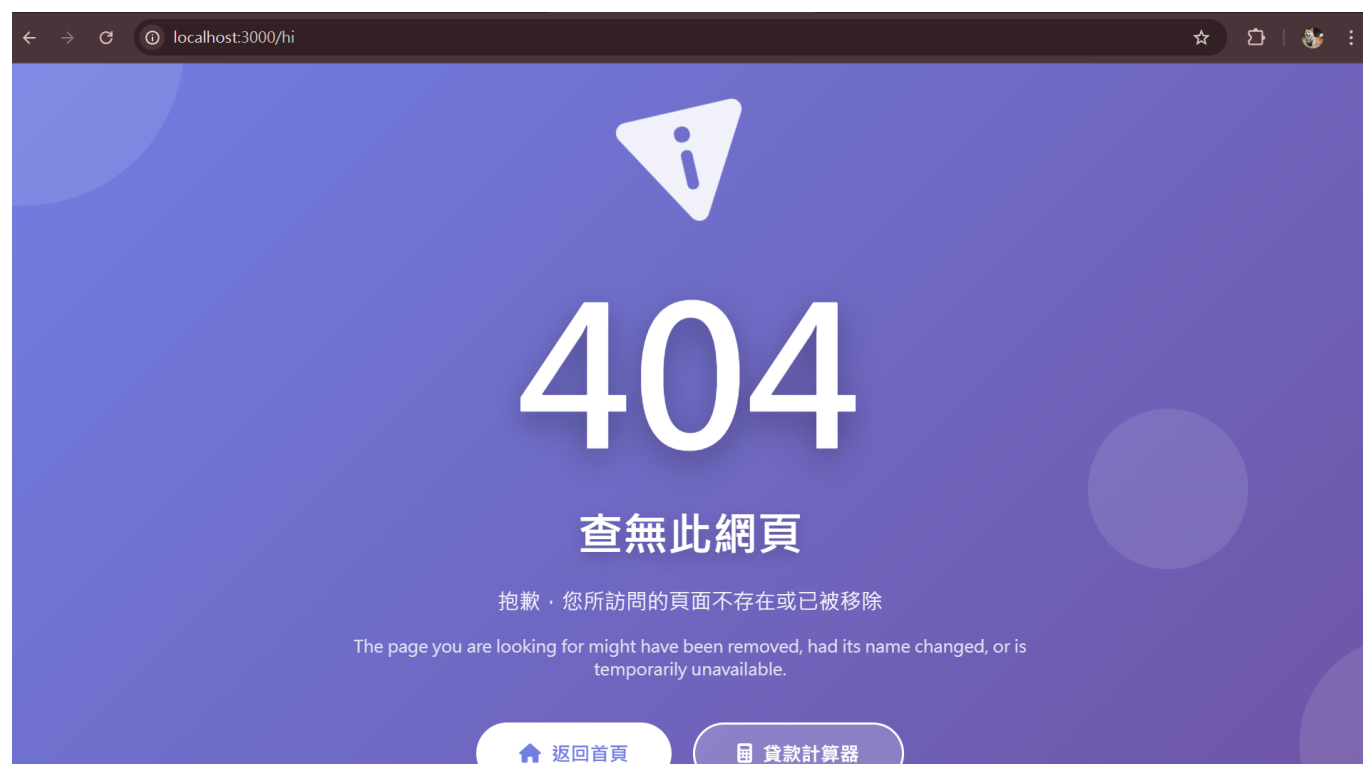 localhost:3000/hi
404
查無此網頁
抱歉，您所訪問的頁面不存在或已被移除
The page you are looking for might have been removed, had its name changed, or is
temporarily unavailable.
返回首頁
貸款計算器